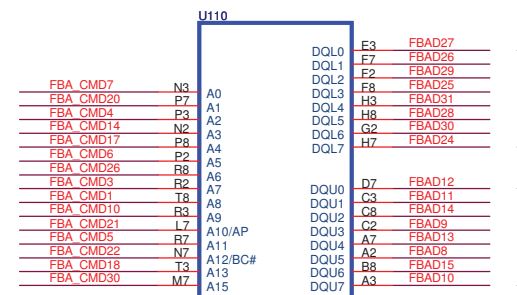 U110
FBA_CMD7 N3 A0
FBA_CMD20 P7 A1
FBA_CMD4 P3 A2
FBA_CMD14 N2 A3
FBA_CMD17 P8 A4
FBA_CMD6 P2 A5
FBA_CMD26 R8 A6
FBA_CMD3 R2 A7
FBA_CMD1 T8 A8
FBA_CMD10 R3 A9
FBA_CMD21 L7 A10/AP
FBA_CMD5 R7 A11
FBA_CMD22 N7 A12/BC#
FBA_CMD18 T3 A13
FBA_CMD30 M7 A15
DQL0 E3 FBAD27
DQL1 F7 FBAD26
DQL2 F2 FBAD29
DQL3 F8 FBAD25
DQL4 H3 FBAD31
DQL5 H8 FBAD28
DQL6 G2 FBAD30
DQL7 H7 FBAD24
DQU0 D7 FBAD12
DQU1 C3 FBAD11
DQU2 C8 FBAD14
DQU3 C2 FBAD9
DQU4 A7 FBAD13
DQU5 A2 FBAD8
DQU6 B8 FBAD15
DQU7 A3 FBAD10